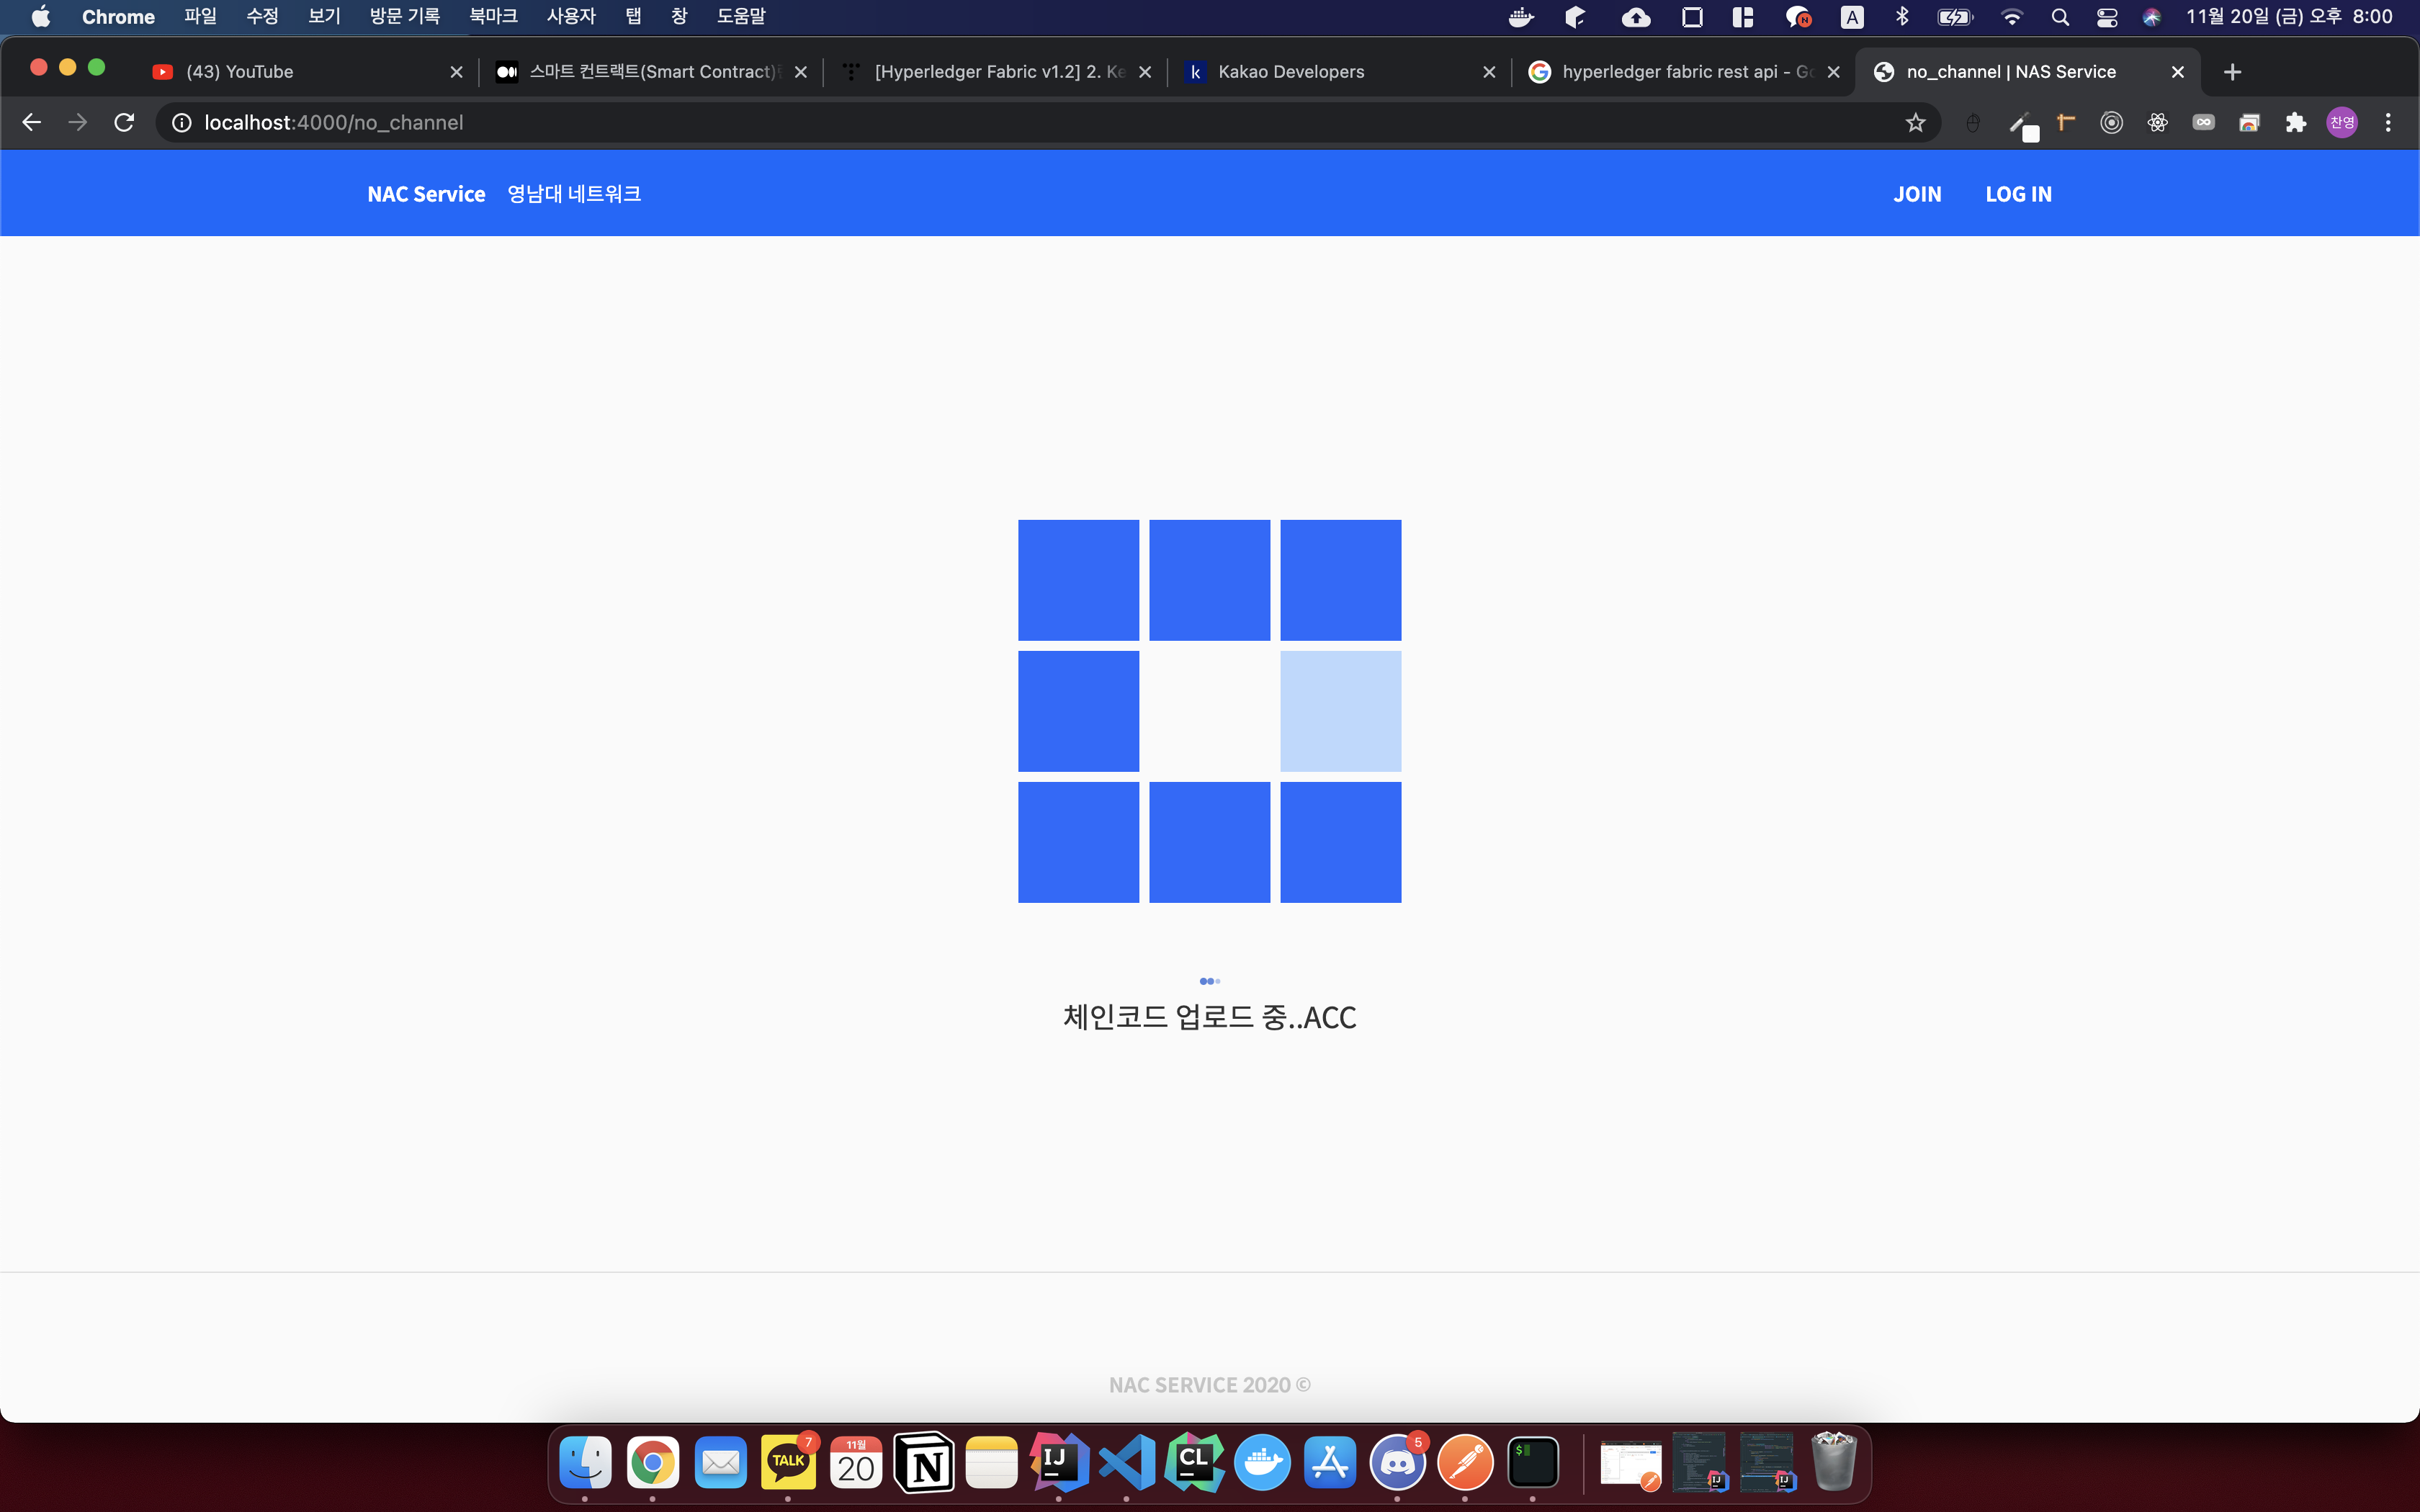 Chrome 파일 수정 보기 방문 기록 북마크 사용자 탭 창 도움말 A 11월 20일 (금) 오후 8:00
(43) YouTube 스마트 컨트랙트(Smart Contract) [Hyperledger Fabric v1.2] 2. Ke k Kakao Developers hyperledger fabric rest api - Go no_channel | NAS Service
localhost:4000/no_channel 찬영
NAC Service 영남대 네트워크 JOIN LOG IN
체인코드 업로드 중..ACC
NAC SERVICE 2020 ©
TALK 7 11월 20 N IJ CL 5 $